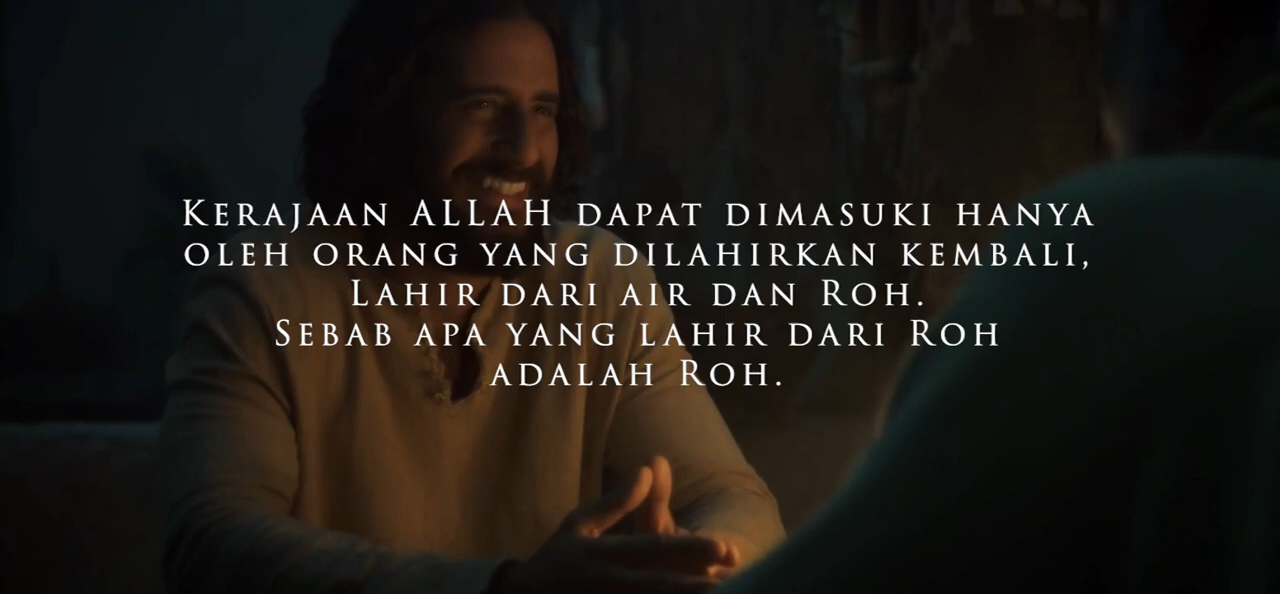 Kerajaan ALLAH dapat dimasuki hanya
oleh orang yang dilahirkan kembali,
Lahir dari air dan Roh.
Sebab apa yang lahir dari Roh
adalah Roh.